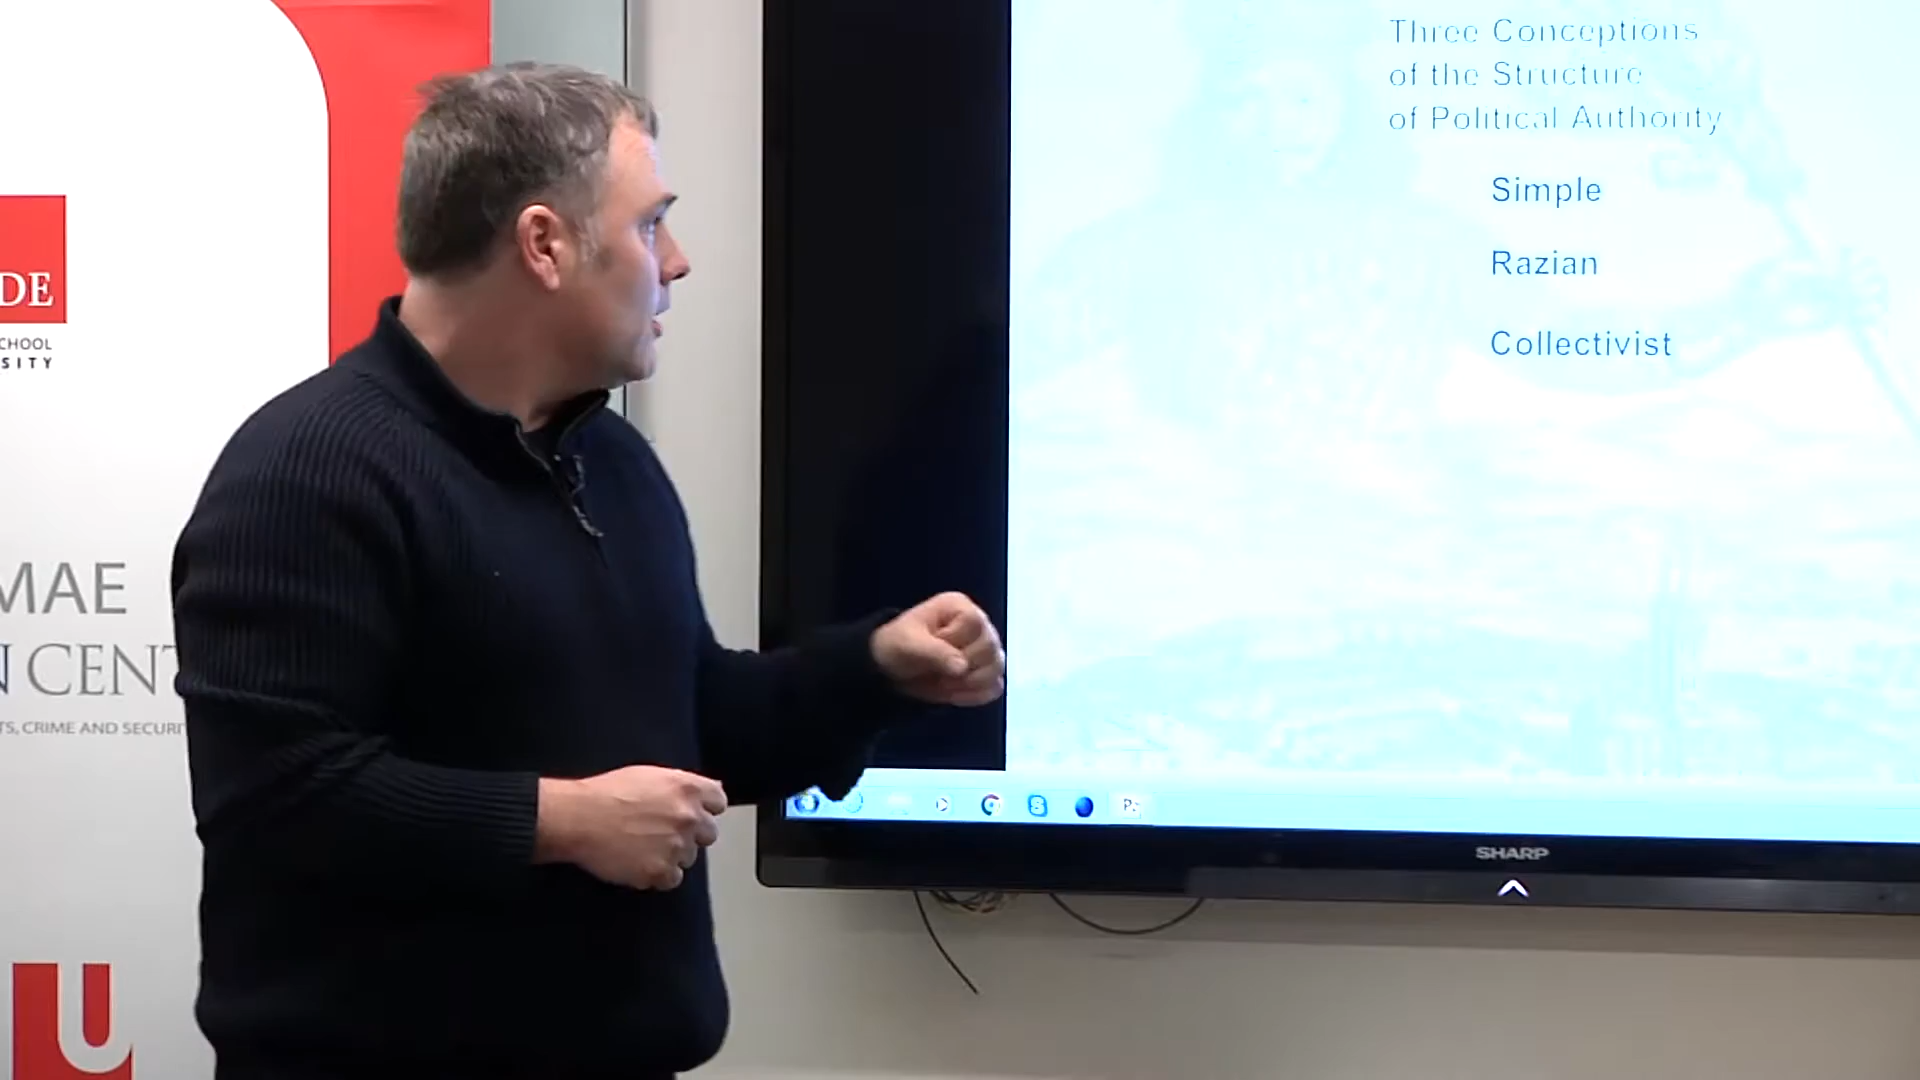 DE
CHOOL
SITY
MAE
N CENT
TS, CRIME AND SECURI
U
Three Conceptions
of the Structure
of Political Authority
Simple
Razian
Collectivist
SHARP